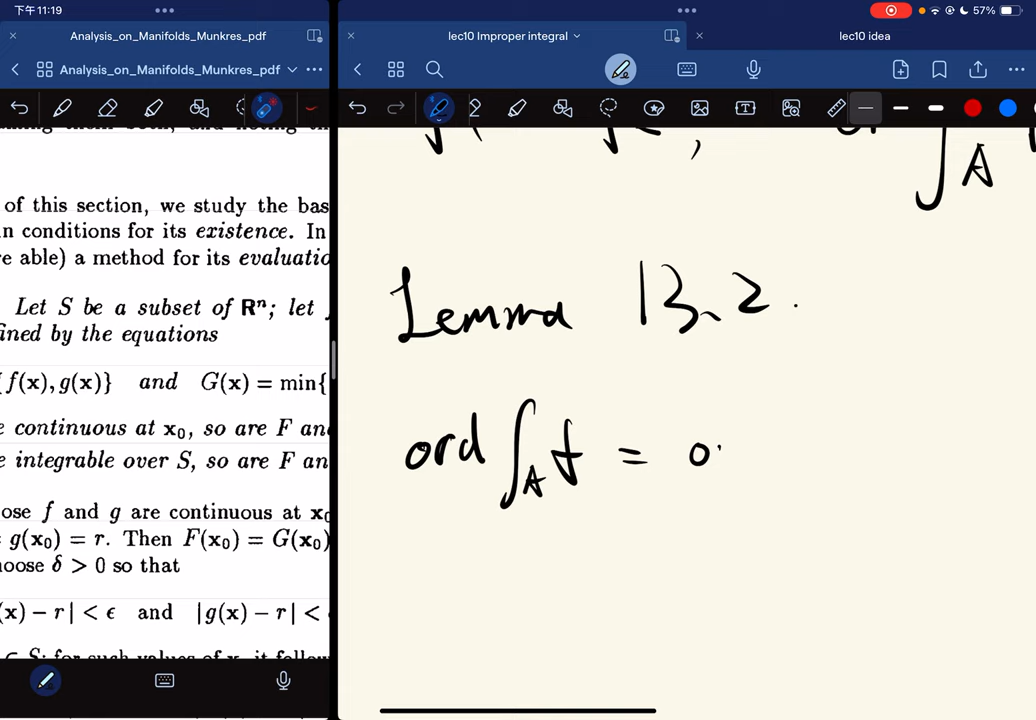 下午11:19
57%
Analysis_on_Manifolds_Munkres_pdf
lec10 Improper integral
lec10 idea
Analysis_on_Manifolds_Munkres_pdf
of this section, we study the bas
n conditions for its existence. In
e able) a method for its evaluatio
Let S be a subset of Rⁿ; let
ined by the equations
{f(x), g(x)} and G(x) = min{
e continuous at x₀, so are F an
e integrable over S, so are F an
ose f and g are continuous at x₀
= g(x₀) = r. Then F(x₀) = G(x₀)
hoose δ > 0 so that
(x) − r| < ϵ and |g(x) − r| <
∫A
Lemma 13.2.
ord ∫A f = o